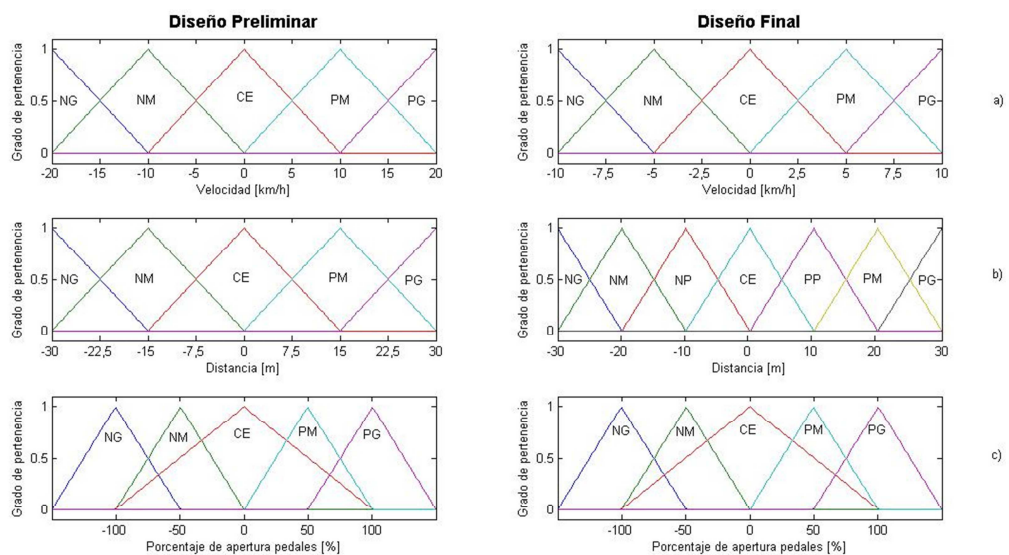 Diseño Preliminar
Grado de pertenencia
1
0.5
0
NG
NM
CE
PM
PG
-20 -15 -10 -5 0 5 10 15 20
Velocidad [km/h]
Diseño Final
Grado de pertenencia
1
0.5
0
NG
NM
CE
PM
PG
-10 -7,5 -5 -2,5 0 2,5 5 7,5 10
Velocidad [km/h]
a)
Grado de pertenencia
1
0.5
0
NG
NM
CE
PM
PG
-30 -22,5 -15 -7,5 0 7,5 15 22,5 30
Distancia [m]
Grado de pertenencia
1
0.5
0
NG
NM
NP
CE
PP
PM
PG
-30 -20 -10 0 10 20 30
Distancia [m]
b)
Grado de pertenencia
1
0.5
0
NG
NM
CE
PM
PG
-100 -50 0 50 100
Porcentaje de apertura pedales [%]
Grado de pertenencia
1
0.5
0
NG
NM
CE
PM
PG
-100 -50 0 50 100
Porcentaje de apertura pedales [%]
c)